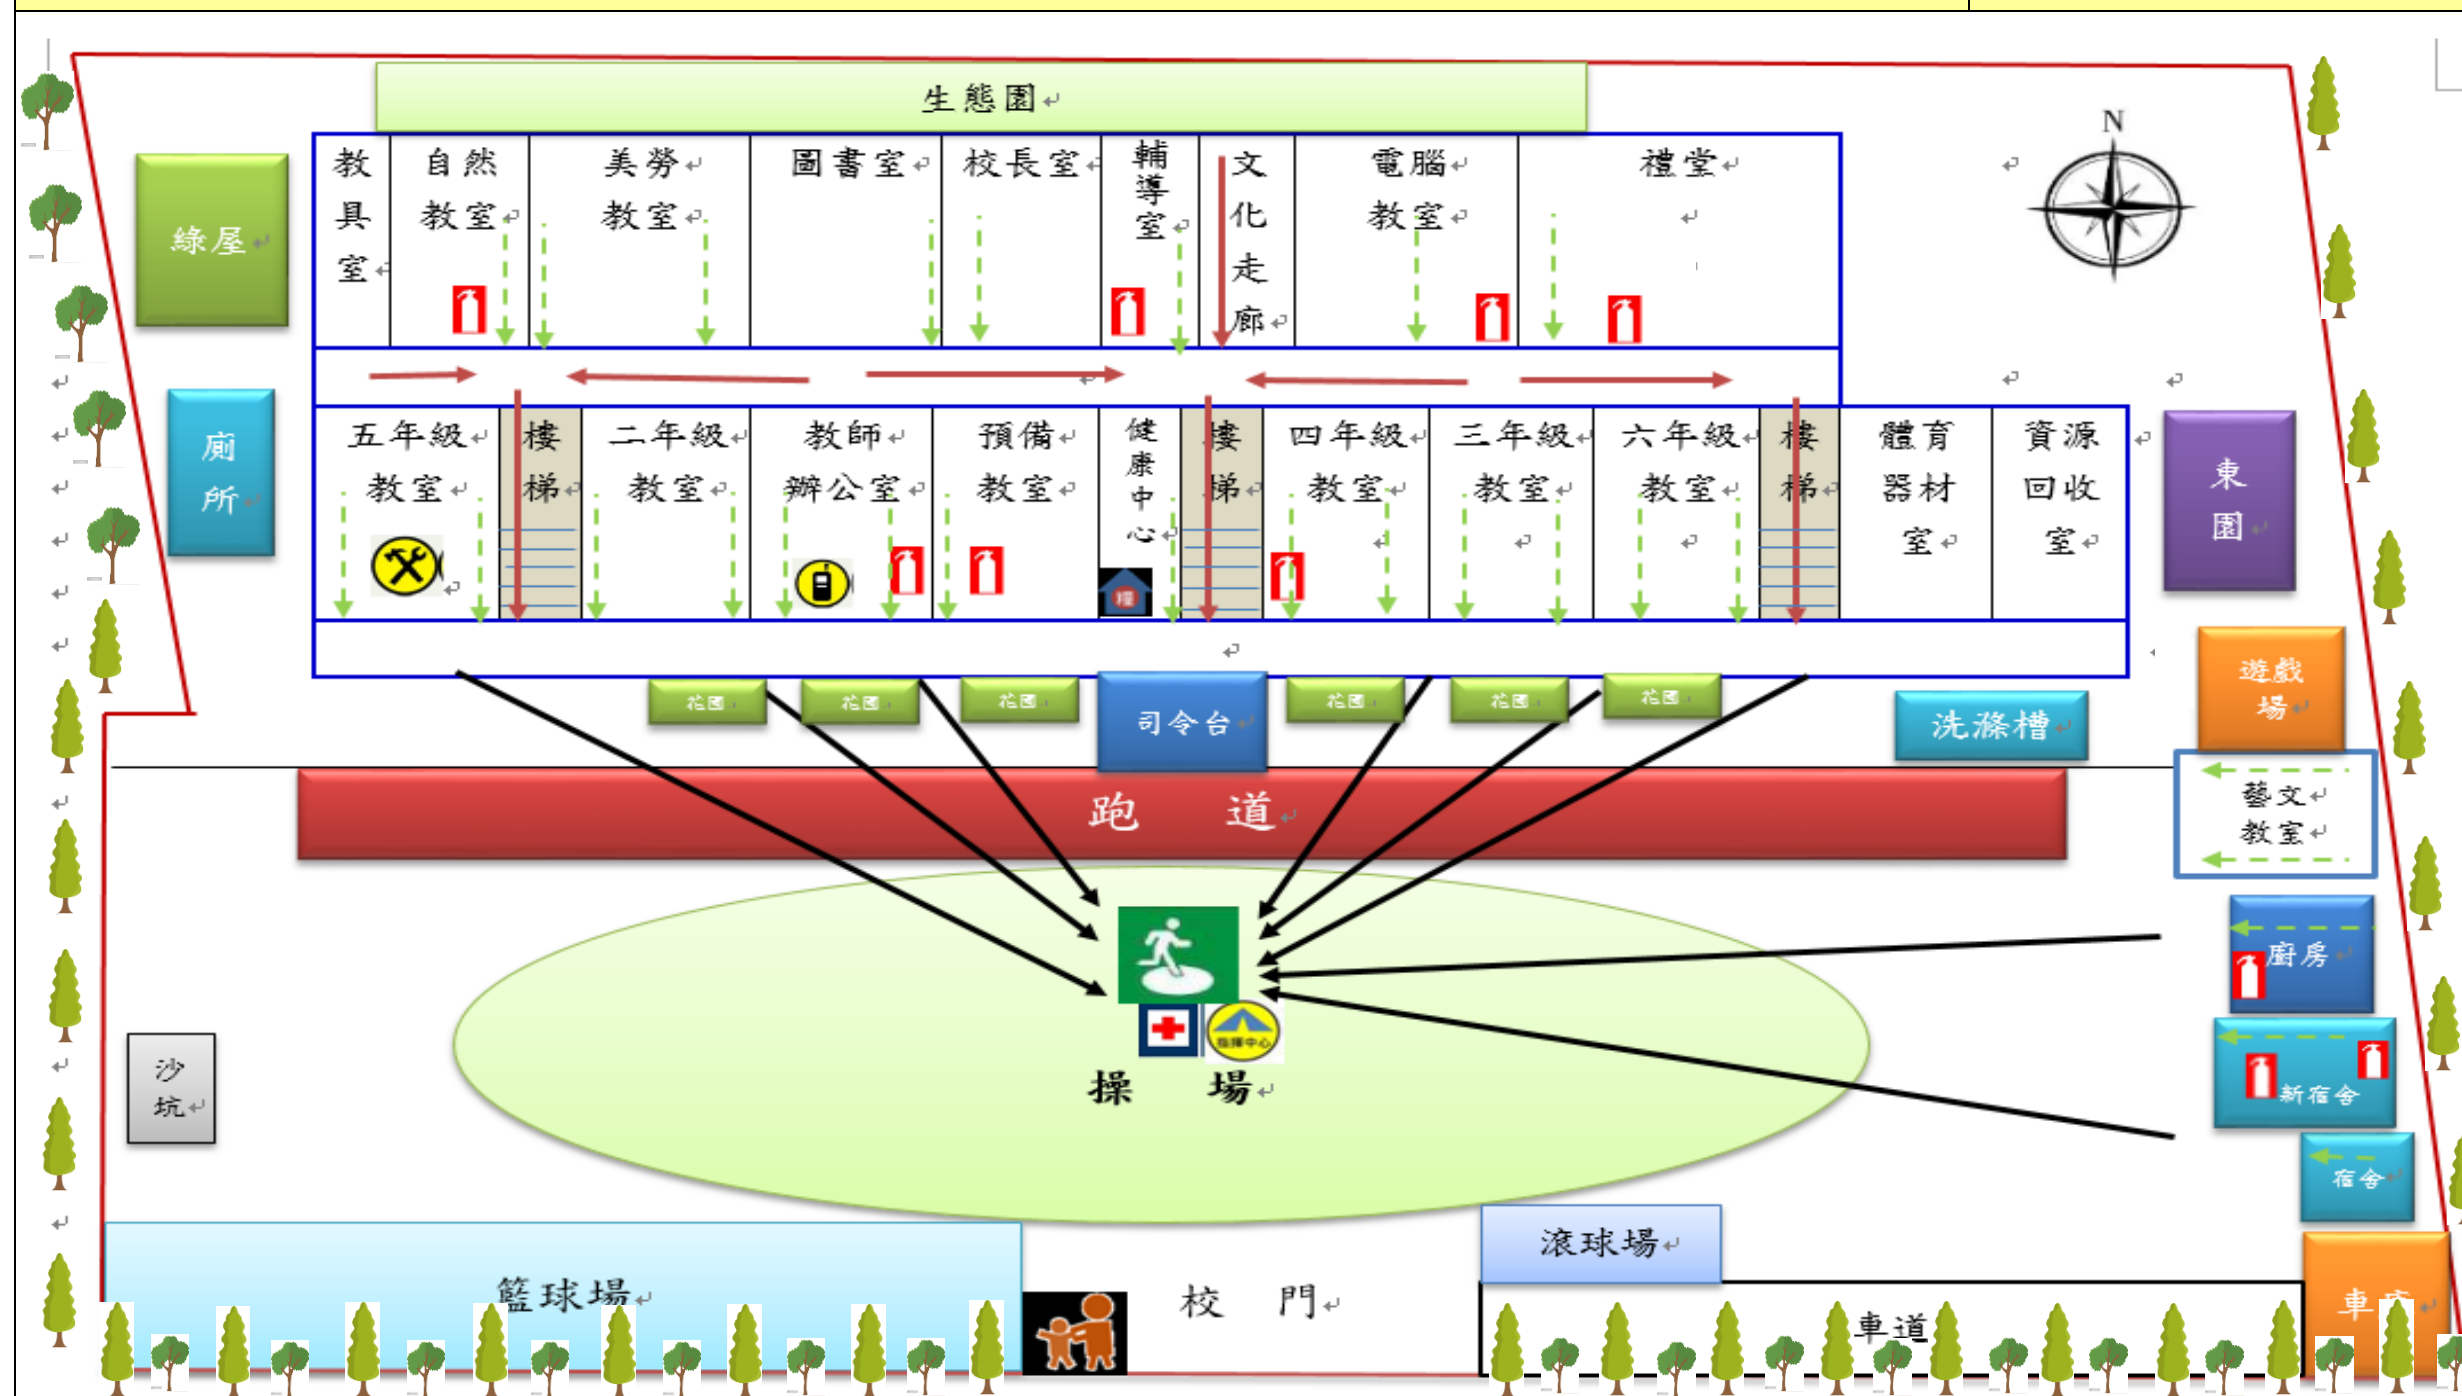 生態園
N
教
具
室
自然
教室
美勞
教室
圖書室
校長室
輔
導
室
文
化
走
廊
電腦
教室
禮堂
綠屋
廁
所
五年級
教室
樓
梯
二年級
教室
教師
辦公室
預備
教室
健
康
中
心
樓
梯
四年級
教室
三年級
教室
六年級
教室
樓
梯
體育
器材
室
資源
回收
室
東
園
遊戲
場
花園
花園
花園
司令台
花園
花園
花園
洗滌槽
跑 道
藝文
教室
廚房
指揮中心
操 場
新宿舍
宿舍
沙
坑
滾球場
籃球場
校 門
車道
車